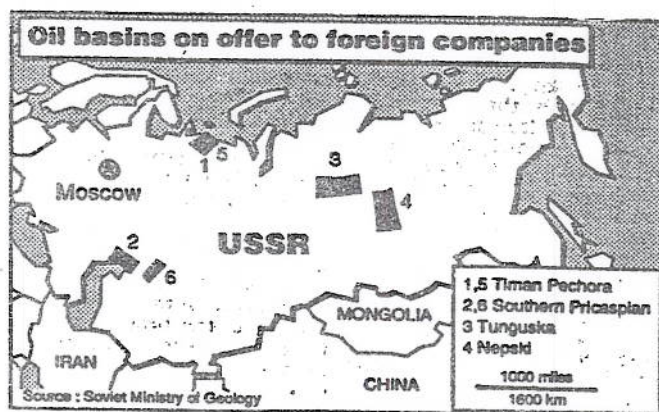 Oil basins on offer to foreign companies
1 5
3
Moscow
4
USSR
2
6
1,5 Timan Pechora
2,6 Southern Pricaspian
3 Tunguska
4 Nepski
MONGOLIA
IRAN
CHINA
1000 miles
1600 km
Source : Soviet Ministry of Geology